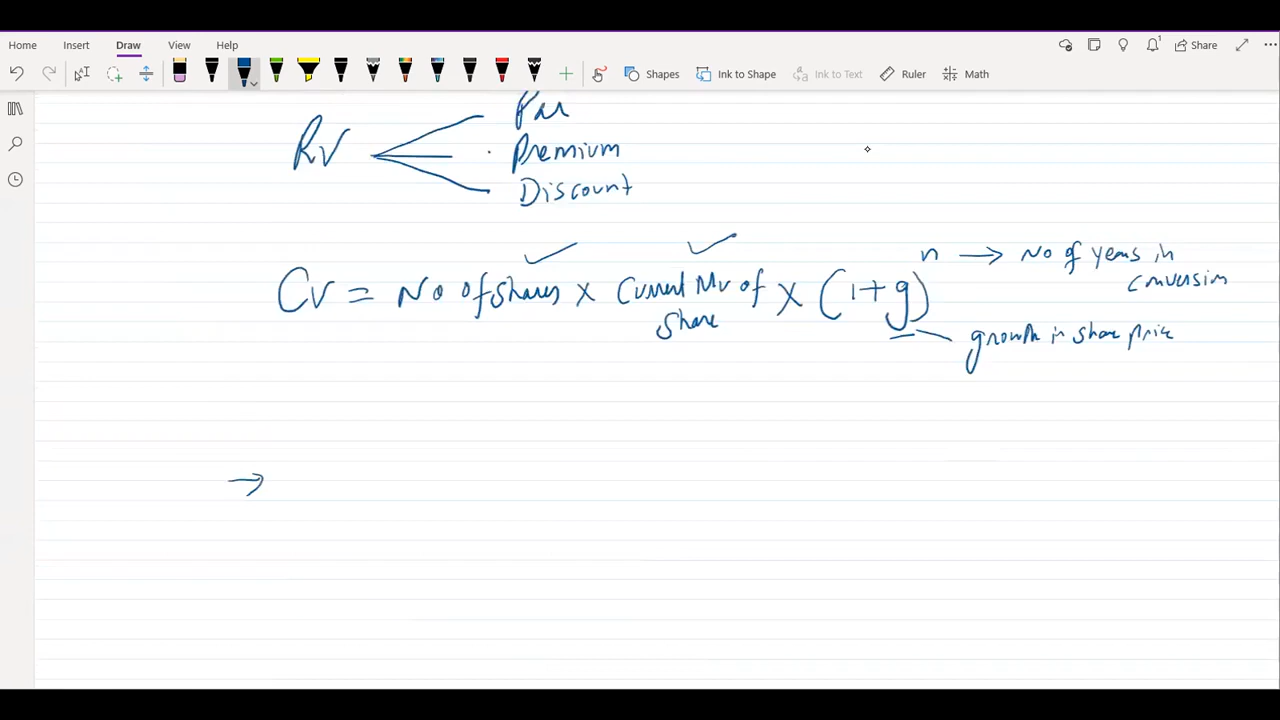 Home Insert Draw View Help
1 Share
Shapes Ink to Shape Ink to Text Ruler Math
Par
RV Premium
Discount
CV = No of shares x Current Mv of share x (1+g)^n → No of years in conversion
growth in share price
→